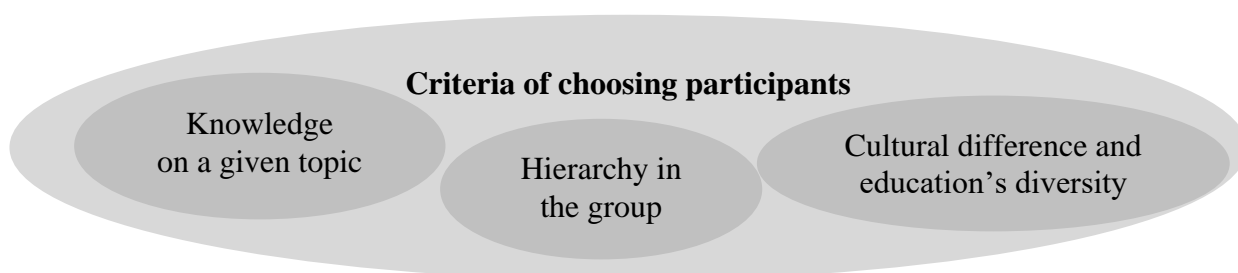 Criteria of choosing participants
Knowledge
on a given topic
Hierarchy in
the group
Cultural difference and
education’s diversity